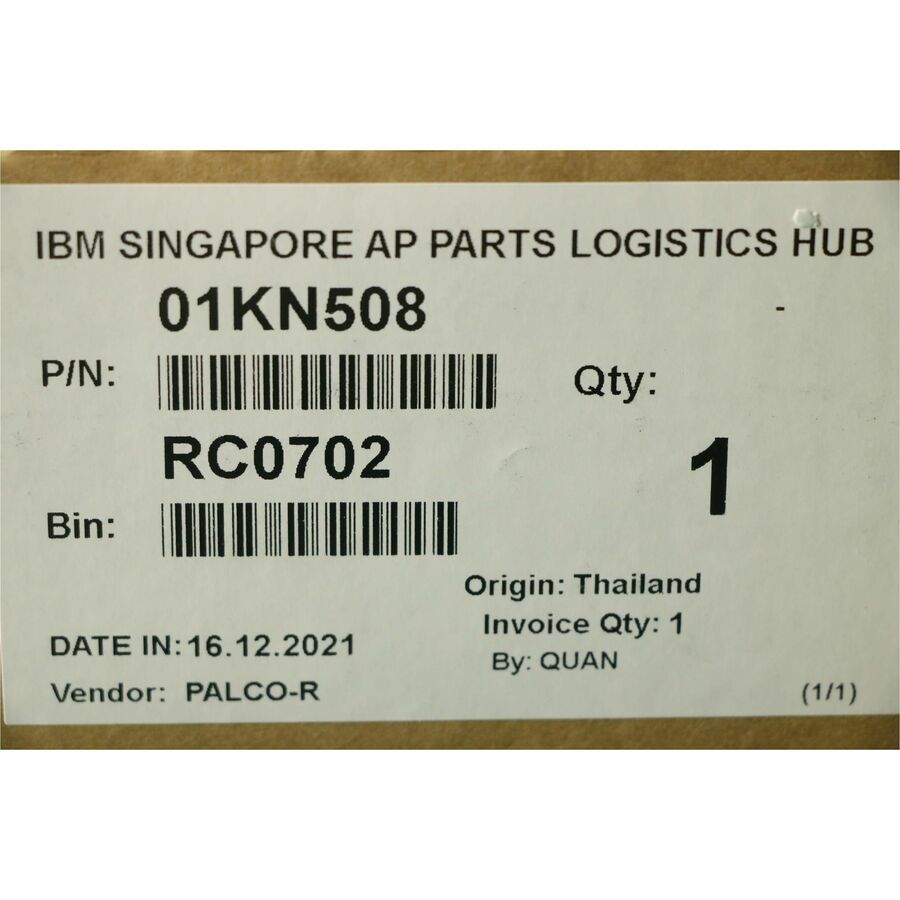 IBM SINGAPORE AP PARTS LOGISTICS HUB
01KN508 -
P/N: Qty:
RC0702 1
Bin:
Origin: Thailand
Invoice Qty: 1
DATE IN: 16.12.2021
By: QUAN
Vendor: PALCO-R (1/1)